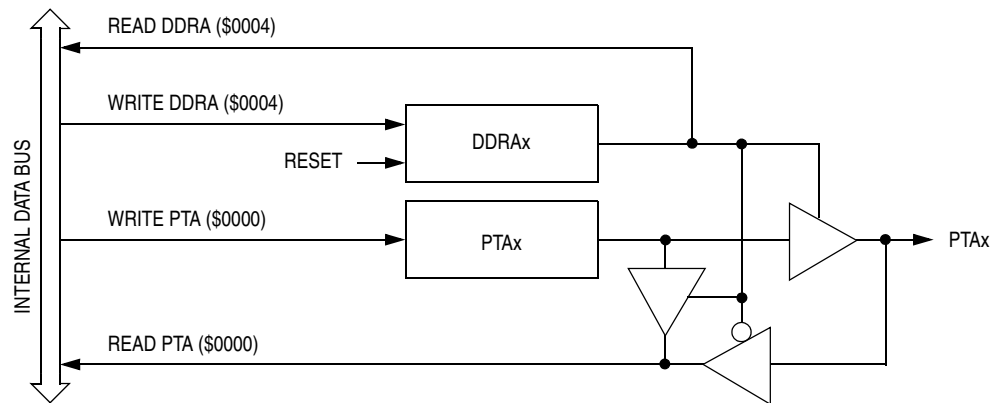 READ DDRA ($0004)
WRITE DDRA ($0004)
DDRAx
RESET
INTERNAL DATA BUS
WRITE PTA ($0000)
PTAx
PTAx
READ PTA ($0000)